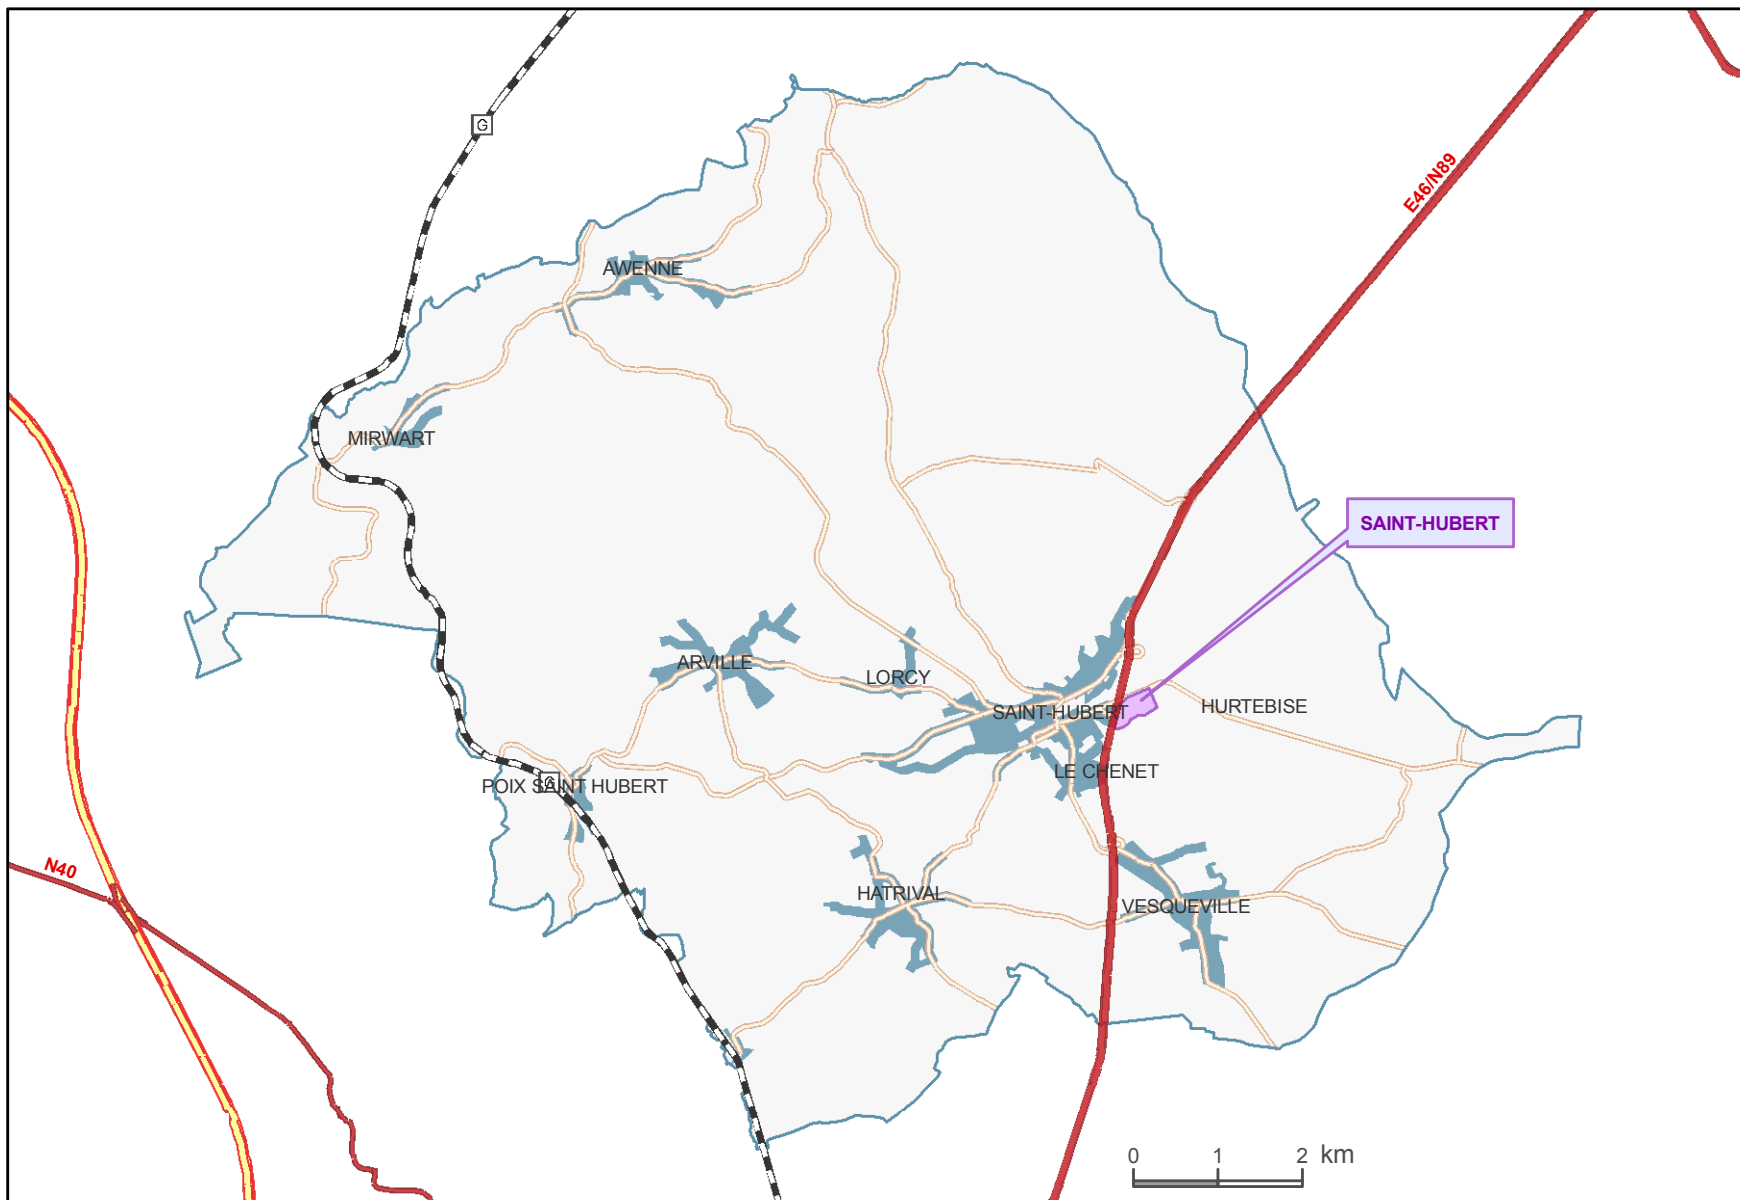 G
E46/N89
AWENNE
MIRWART
SAINT-HUBERT
ARVILLE
LORCY
SAINT-HUBERT
HURTEBISE
LE CHENET
POIX SAINT HUBERT
G
N40
HATRIVAL
VESQUEVILLE
0 1 2 km